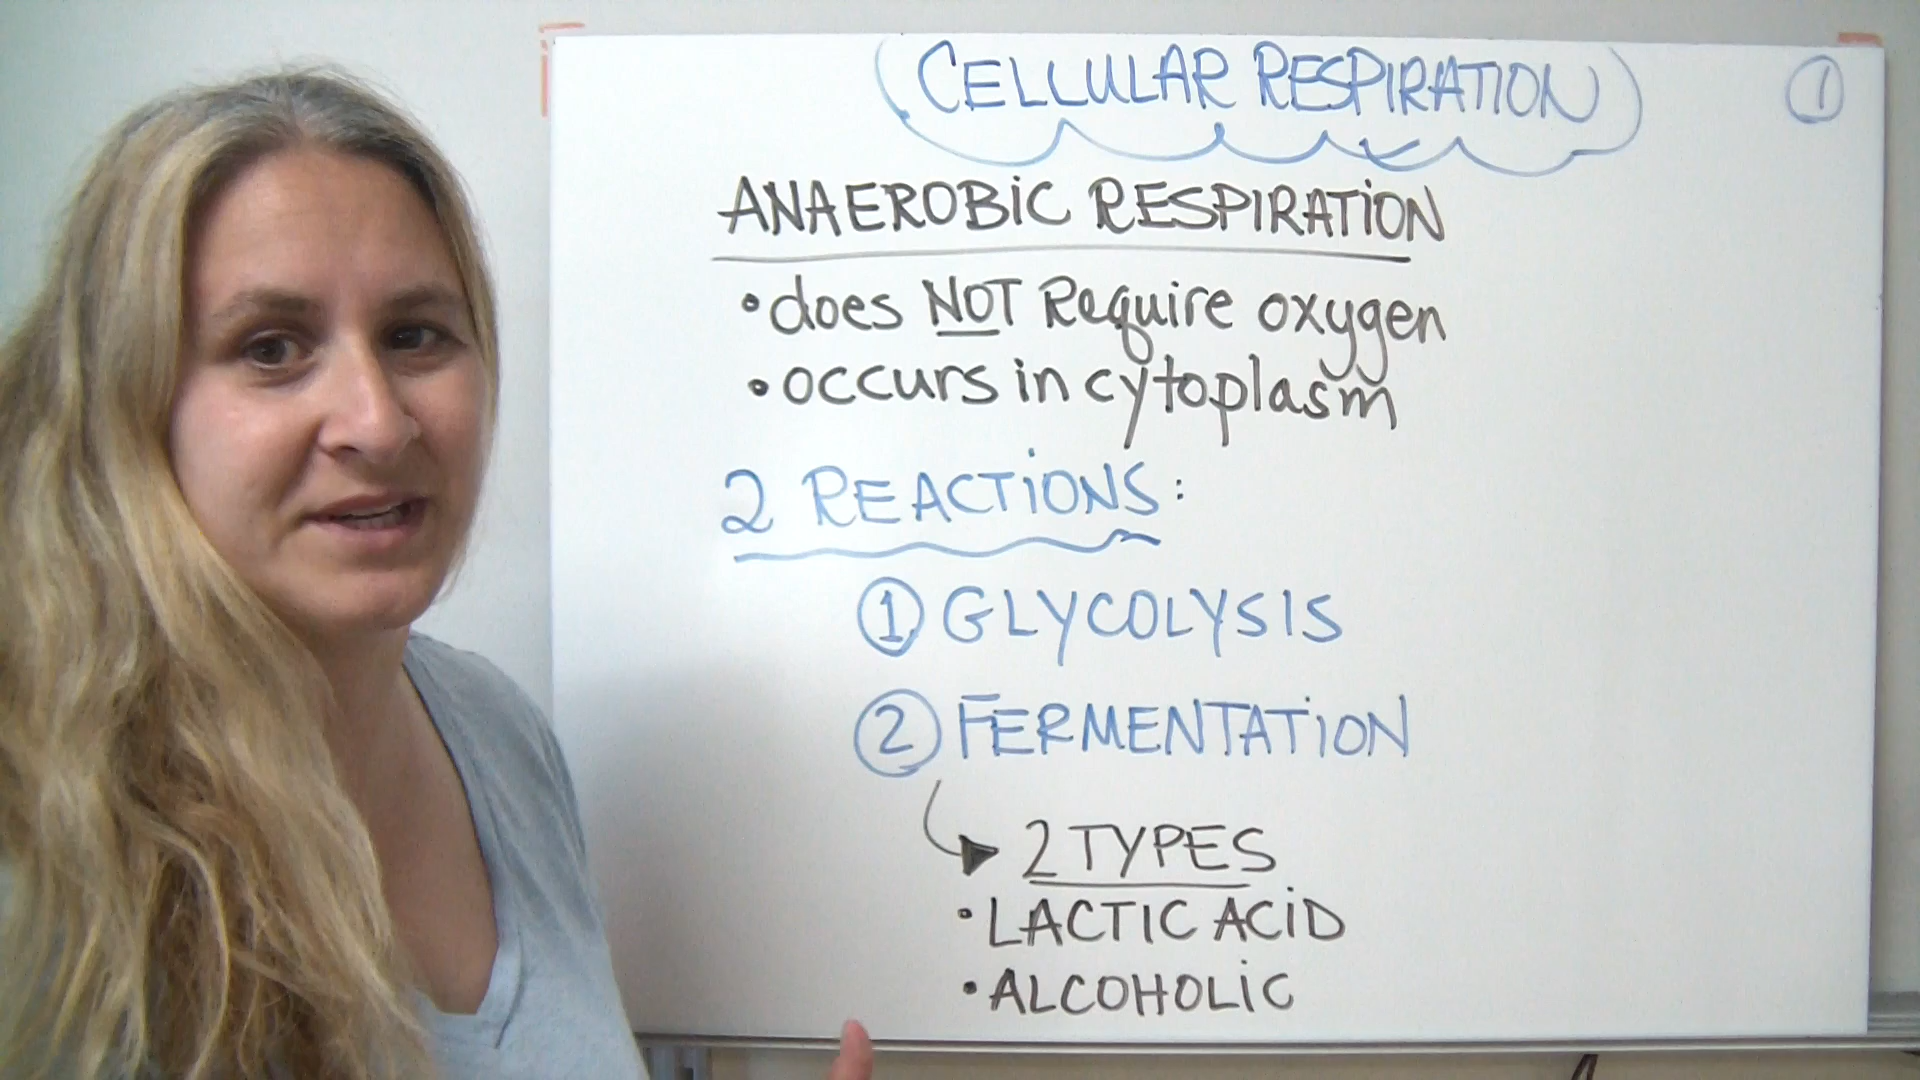 CELLULAR RESPIRATION
1
ANAEROBIC RESPIRATION
• does NOT Require oxygen
• occurs in cytoplasm
2 REACTIONS:
1 GLYCOLYSIS
2 FERMENTATION
2 TYPES
• LACTIC ACID
• ALCOHOLIC